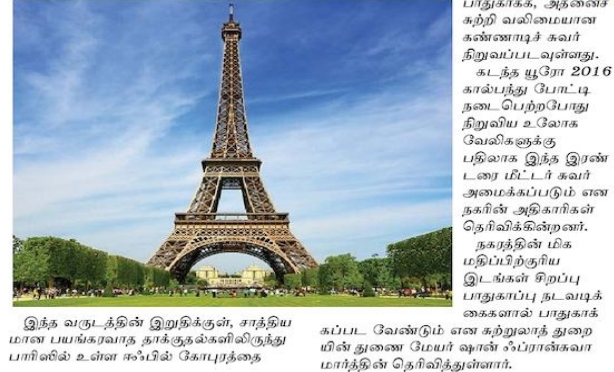 இந்த வருடத்தின் இறுதிக்குள், சாத்திய
மான பயங்கரவாத தாக்குதல்களிலிருந்து
பாரிஸில் உள்ள ஈஃபில் கோபுரத்தை
பாதுகாக்க, அதனைச்
சுற்றி வலிமையான
கண்ணாடிச் சுவர்
நிறுவப்படவுள்ளது.
கடந்த யூரோ 2016
கால்பந்து போட்டி
நடைபெற்றபோது
நிறுவிய உலோக
வேலிகளுக்கு
பதிலாக இந்த இரண்
டரை மீட்டர் சுவர்
அமைக்கப்படும் என
நகரின் அதிகாரிகள்
தெரிவிக்கின்றனர்.
நகரத்தின் மிக
மதிப்பிற்குரிய
இடங்கள் சிறப்பு
பாதுகாப்பு நடவடிக்
கைகளால் பாதுகாக்
கப்பட வேண்டும் என சுற்றுலாத் துறை
யின் துணை மேயர் ஷான் ஃப்ரான்சுவா
மார்த்தின் தெரிவித்துள்ளார்.